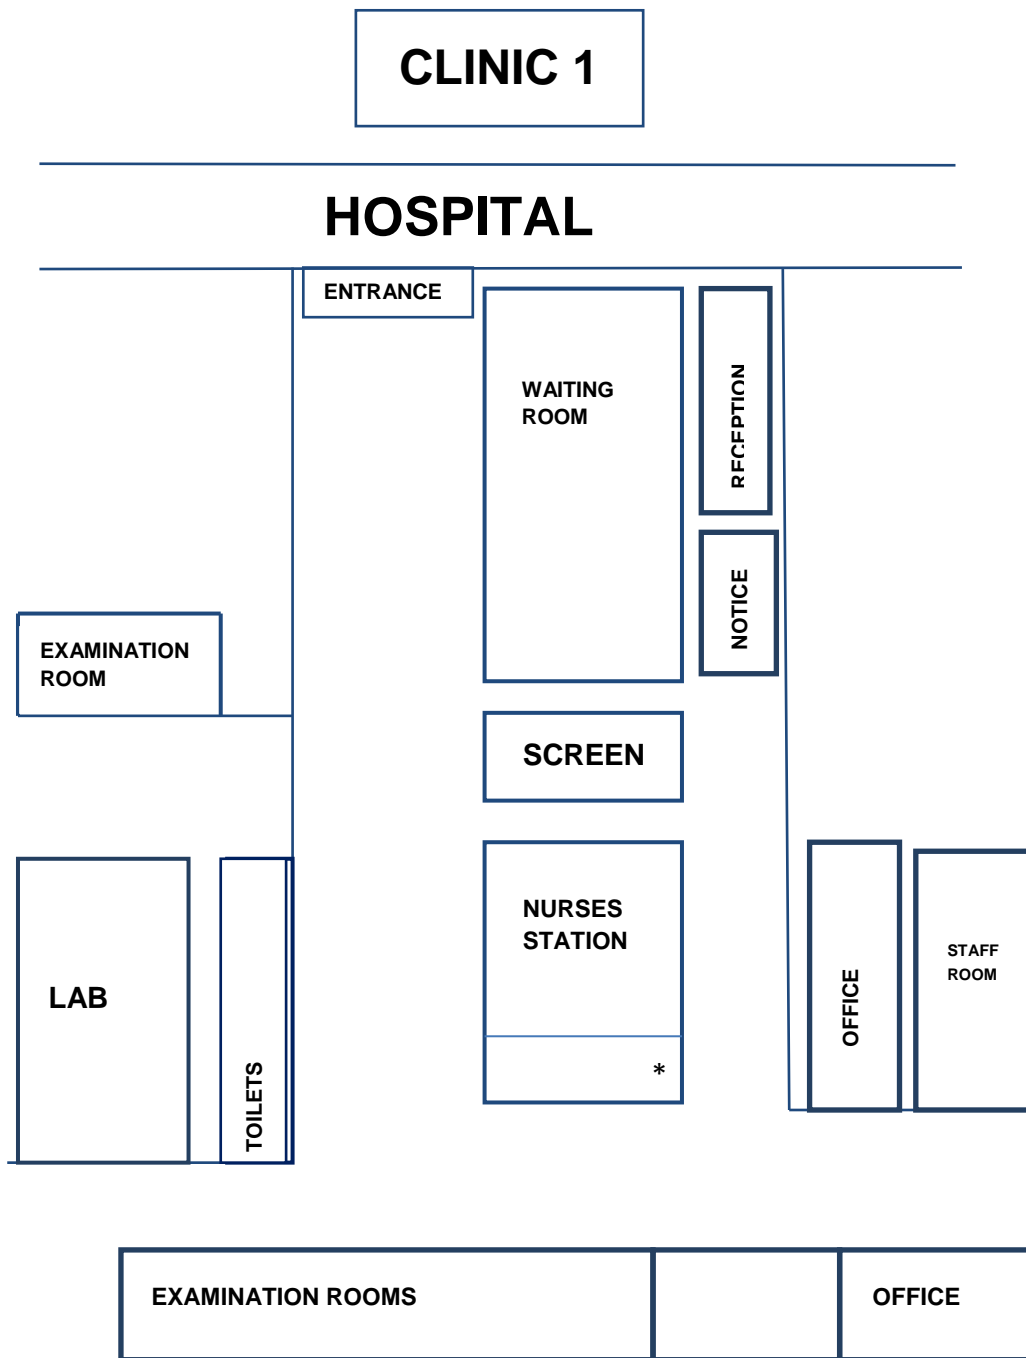 CLINIC 1
HOSPITAL
ENTRANCE
WAITING
ROOM
RECEPTION
NOTICE
EXAMINATION
ROOM
SCREEN
NURSES
STATION
*
LAB
TOILETS
OFFICE
STAFF
ROOM
EXAMINATION ROOMS
OFFICE